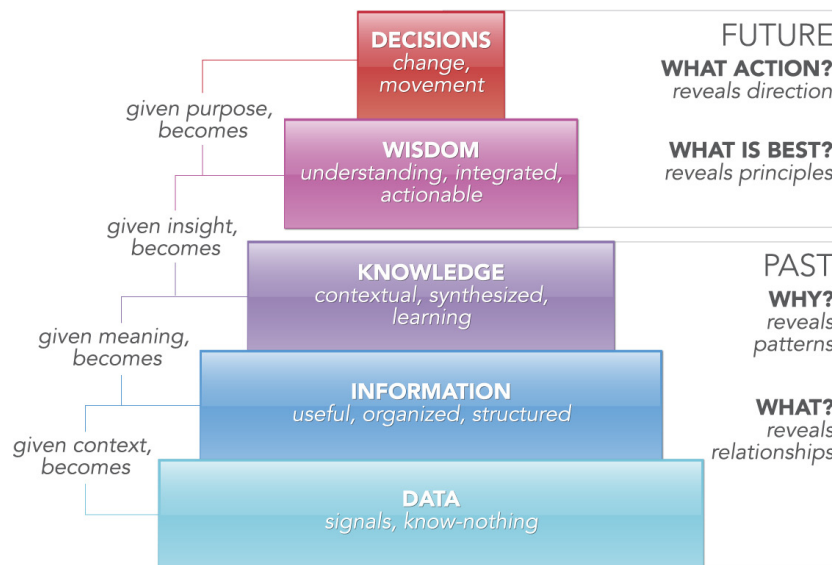 DECISIONS
change,
movement
FUTURE
WHAT ACTION?
reveals direction
given purpose,
becomes
WISDOM
understanding, integrated,
actionable
WHAT IS BEST?
reveals principles
given insight,
becomes
KNOWLEDGE
contextual, synthesized,
learning
PAST
WHY?
reveals
patterns
given meaning,
becomes
INFORMATION
useful, organized, structured
WHAT?
reveals
relationships
given context,
becomes
DATA
signals, know-nothing